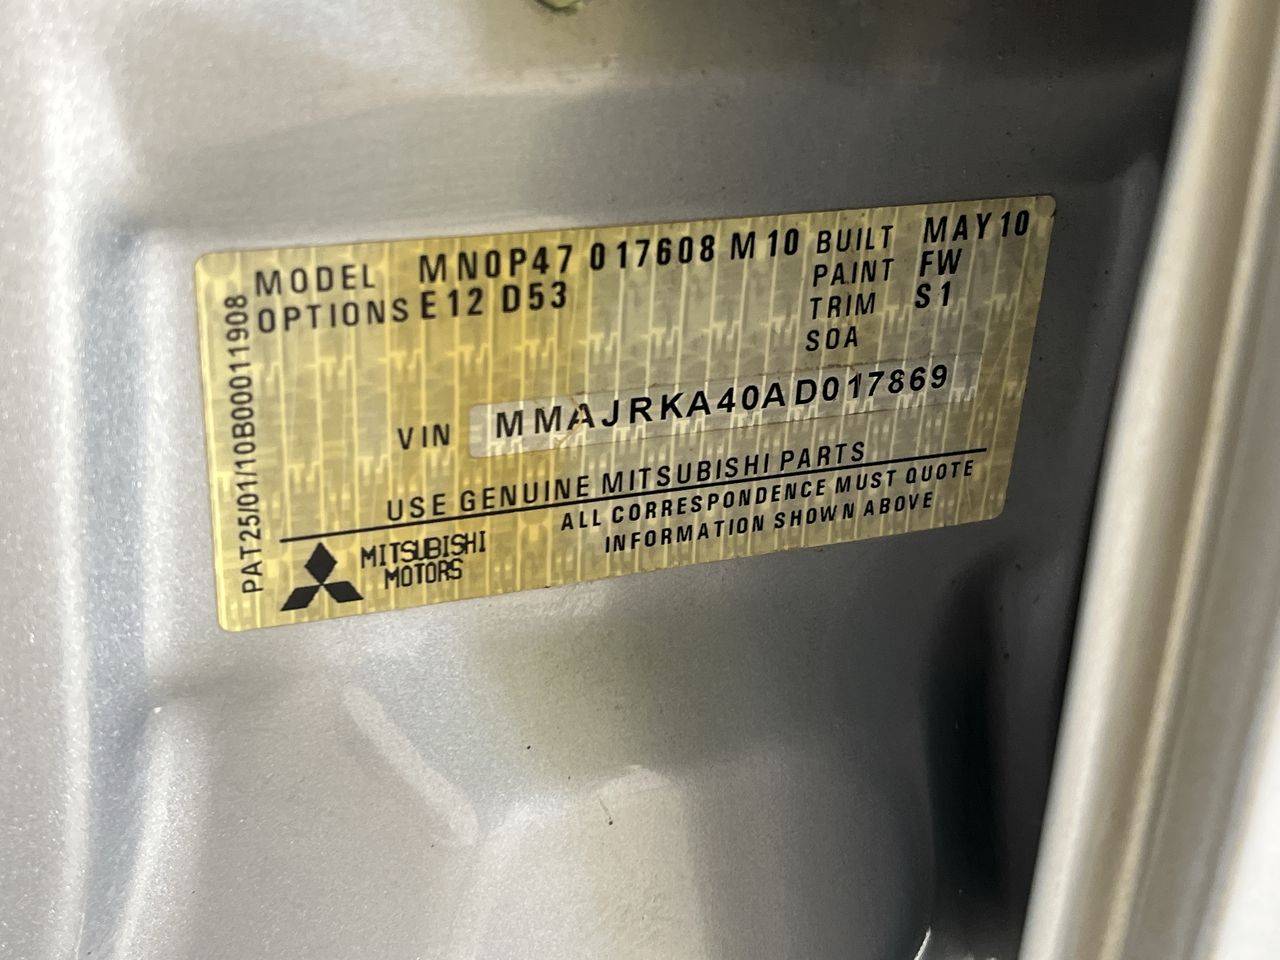 MODEL MN0P47 017608 M10 BUILT MAY10
OPTIONS E12 D53 PAINT FW
TRIM S1
SOA
VIN MMAJRKA40AD017869
USE GENUINE MITSUBISHI PARTS
ALL CORRESPONDENCE MUST QUOTE
INFORMATION SHOWN ABOVE
MITSUBISHI
MOTORS
PAT25/01/10B00011908